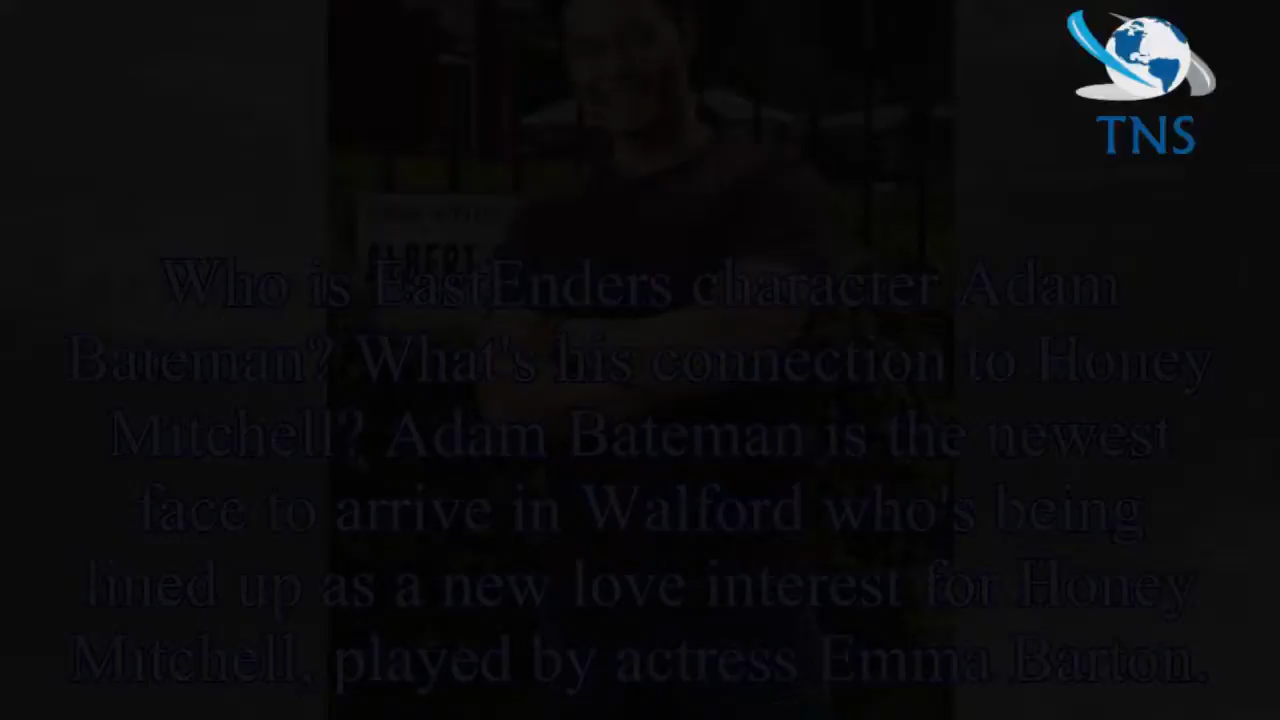 TNS
ALBERT
Who is EastEnders character Adam
Bateman? What's his connection to Honey
Mitchell? Adam Bateman is the newest
face to arrive in Walford who's being
lined up as a new love interest for Honey
Mitchell, played by actress Emma Barton.